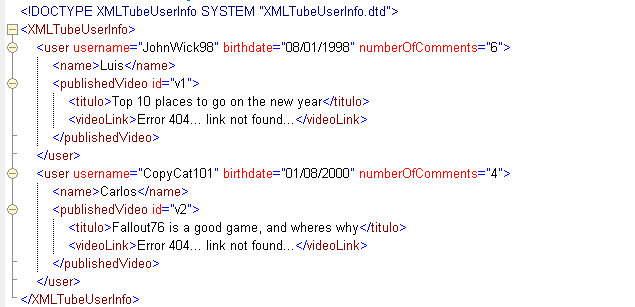 <!DOCTYPE XMLTubeUserInfo SYSTEM "XMLTubeUserInfo.dtd">
<XMLTubeUserInfo>
<user username="JohnWick98" birthdate="08/01/1998" numberOfComments="6">
<name>Luis</name>
<publishedVideo id="v1">
<titulo>Top 10 places to go on the new year</titulo>
<videoLink>Error 404... link not found...</videoLink>
</publishedVideo>
</user>
<user username="CopyCat101" birthdate="01/08/2000" numberOfComments="4">
<name>Carlos</name>
<publishedVideo id="v2">
<titulo>Fallout76 is a good game, and wheres why</titulo>
<videoLink>Error 404... link not found...</videoLink>
</publishedVideo>
</user>
</XMLTubeUserInfo>